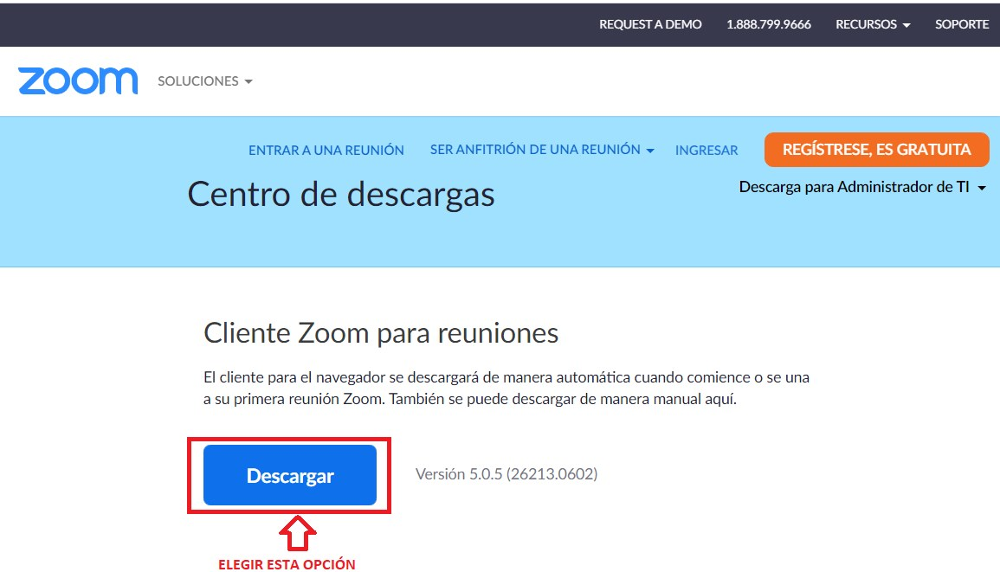 REQUEST A DEMO 1.888.799.9666 RECURSOS SOPORTE
zoom SOLUCIONES
ENTRAR A UNA REUNIÓN SER ANFITRIÓN DE UNA REUNIÓN INGRESAR REGÍSTRESE, ES GRATUITA
Centro de descargas
Descarga para Administrador de TI
Cliente Zoom para reuniones
El cliente para el navegador se descargará de manera automática cuando comience o se una
a su primera reunión Zoom. También se puede descargar de manera manual aquí.
Descargar Versión 5.0.5 (26213.0602)
ELEGIR ESTA OPCIÓN